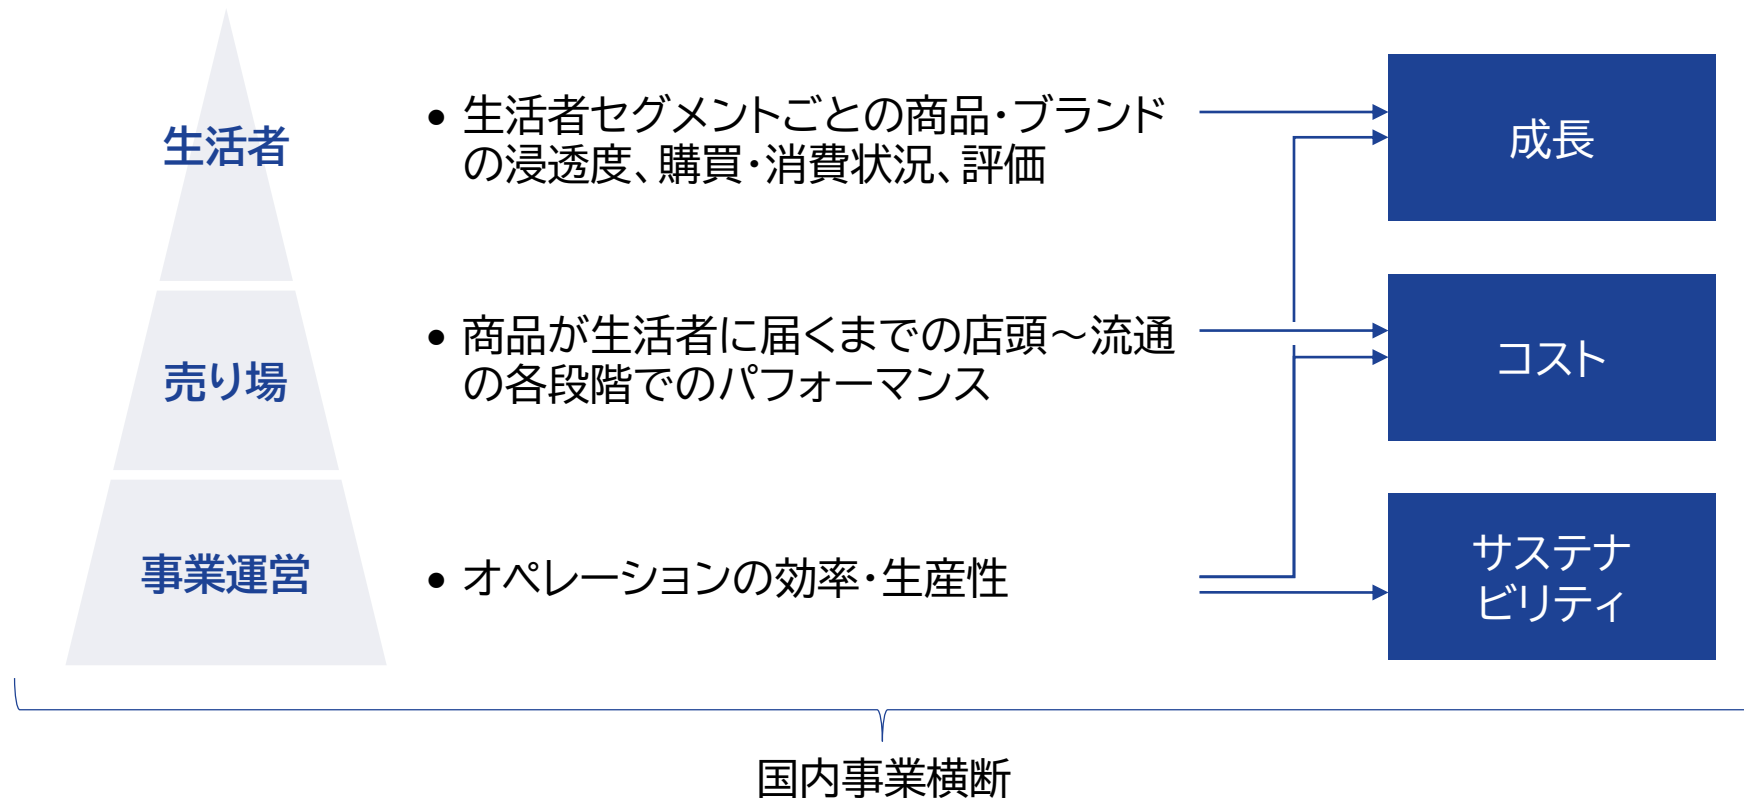 生活者
• 生活者セグメントごとの商品・ブランド
の浸透度、購買・消費状況、評価
成長
売り場
• 商品が生活者に届くまでの店頭～流通
の各段階でのパフォーマンス
コスト
事業運営
• オペレーションの効率・生産性
サステナ
ビリティ
国内事業横断